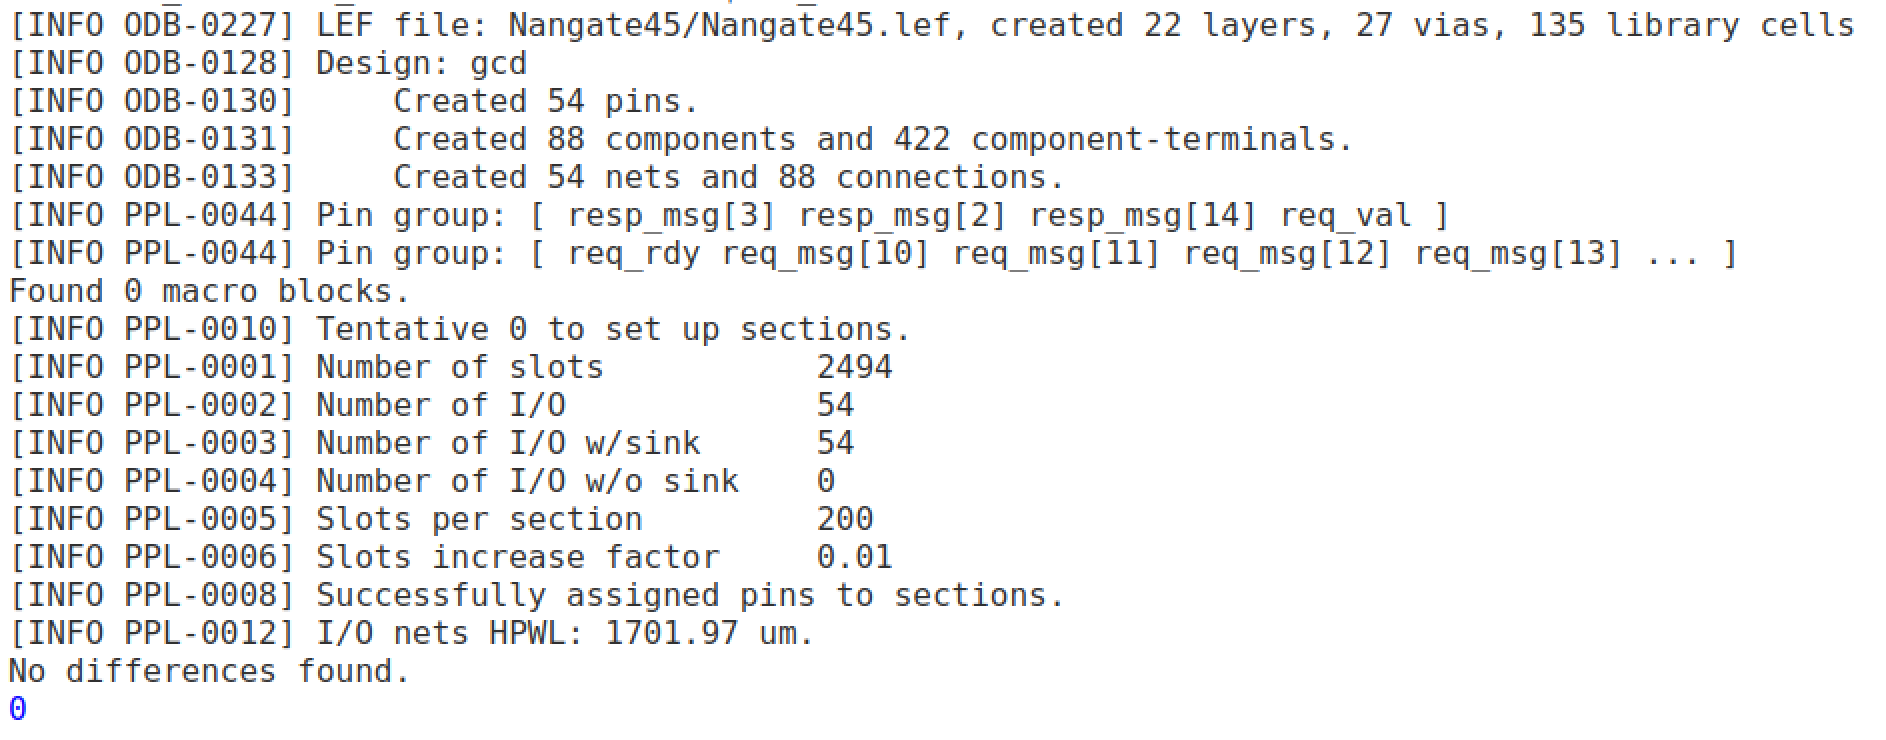 [INFO ODB-0227] LEF file: Nangate45/Nangate45.lef, created 22 layers, 27 vias, 135 library cells
[INFO ODB-0128] Design: gcd
[INFO ODB-0130]     Created 54 pins.
[INFO ODB-0131]     Created 88 components and 422 component-terminals.
[INFO ODB-0133]     Created 54 nets and 88 connections.
[INFO PPL-0044] Pin group: [ resp_msg[3] resp_msg[2] resp_msg[14] req_val ]
[INFO PPL-0044] Pin group: [ req_rdy req_msg[10] req_msg[11] req_msg[12] req_msg[13] ... ]
Found 0 macro blocks.
[INFO PPL-0010] Tentative 0 to set up sections.
[INFO PPL-0001] Number of slots           2494
[INFO PPL-0002] Number of I/O             54
[INFO PPL-0003] Number of I/O w/sink      54
[INFO PPL-0004] Number of I/O w/o sink    0
[INFO PPL-0005] Slots per section         200
[INFO PPL-0006] Slots increase factor     0.01
[INFO PPL-0008] Successfully assigned pins to sections.
[INFO PPL-0012] I/O nets HPWL: 1701.97 um.
No differences found.
0